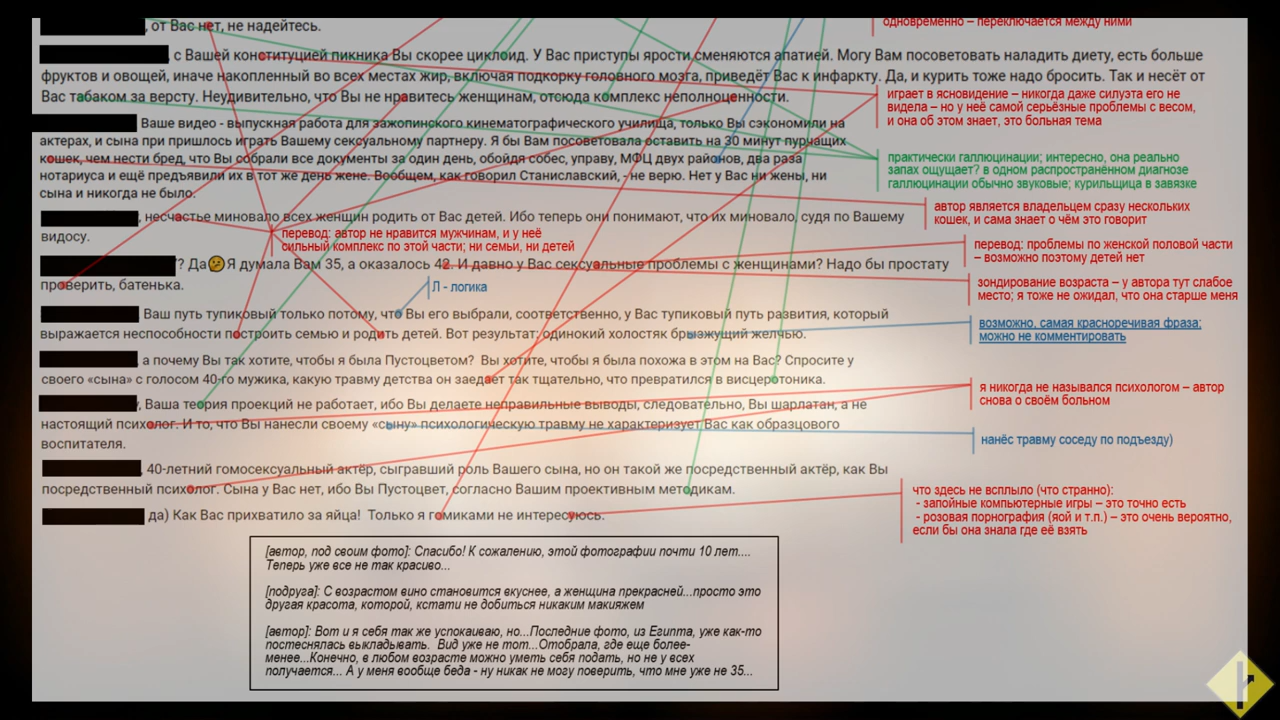 , от Вас нет, не надейтесь.
одновременно – переключается между ними
, с Вашей конституцией пикника Вы скорее циклоид. У Вас приступы ярости сменяются апатией. Могу Вам посоветовать наладить диету, есть больше
фруктов и овощей, иначе накопленный во всех местах жир, включая подкорку головного мозга, приведёт Вас к инфаркту. Да, и курить тоже надо бросить. Так и несёт от
Вас табаком за версту. Неудивительно, что Вы не нравитесь женщинам, отсюда комплекс неполноценности.
играет в ясновидение – никогда даже силуэта его не
видела – но у неё самой серьёзные проблемы с весом,
и она об этом знает, это больная тема
Ваше видео - выпускная работа для зажопинского кинематографического училища, только Вы сэкономили на
актерах, и сына при пришлось играть Вашему сексуальному партнеру. Я бы Вам посоветовала оставить на 30 минут пурчащих
кошек, чем нести бред, что Вы собрали все документы за один день, обойдя собес, управу, МФЦ двух районов, два раза
нотариуса и ещё предъявили их в тот же день жене. Вообщем, как говорил Станиславский, - не верю. Нет у Вас ни жены, ни
сына и никогда не было.
практически галлюцинации; интересно, она реально
запах ощущает? в одном распространённом диагнозе
галлюцинации обычно звуковые; курильщица в завязке
автор является владельцем сразу нескольких
кошек, и сама знает о чём это говорит
, несчастье миновало всех женщин родить от Вас детей. Ибо теперь они понимают, что их миновало, судя по Вашему
видосу.
перевод: автор не нравится мужчинам, и у неё
сильный комплекс по этой части; ни семьи, ни детей
перевод: проблемы по женской половой части
– возможно поэтому детей нет
? Да🤔Я думала Вам 35, а оказалось 42. И давно у Вас сексуальные проблемы с женщинами? Надо бы простату
проверить, батенька.
Л - логика
зондирование возраста – у автора тут слабое
место; я тоже не ожидал, что она старше меня
Ваш путь тупиковый только потому, что Вы его выбрали, соответственно, у Вас тупиковый путь развития, который
выражается неспособности построить семью и родить детей. Вот результат: одинокий холостяк брызжущий желчью.
возможно, самая красноречивая фраза;
можно не комментировать
, а почему Вы так хотите, чтобы я была Пустоцветом? Вы хотите, чтобы я была похожа в этом на Вас? Спросите у
своего «сына» с голосом 40-го мужика, какую травму детства он заедает так тщательно, что превратился в висцеротоника.
, Ваша теория проекций не работает, ибо Вы делаете неправильные выводы, следовательно, Вы шарлатан, а не
настоящий психолог. И то, что Вы нанесли своему «сыну» психологическую травму не характеризует Вас как образцового
воспитателя.
я никогда не назывался психологом – автор
снова о своём больном
нанёс травму соседу по подъезду)
, 40-летний гомосексуальный актёр, сыгравший роль Вашего сына, но он такой же посредственный актёр, как Вы
посредственный психолог. Сына у Вас нет, ибо Вы Пустоцвет, согласно Вашим проективным методикам.
да) Как Вас прихватило за яйца! Только я гомиками не интересуюсь.
что здесь не всплыло (что странно):
- запойные компьютерные игры – это точно есть
- розовая порнография (яой и т.п.) – это очень вероятно,
если бы она знала где её взять
[автор, под своим фото]: Спасибо! К сожалению, этой фотографии почти 10 лет....
Теперь уже все не так красиво...
[подруга]: С возрастом вино становится вкуснее, а женщина прекрасней...просто это
другая красота, которой, кстати не добиться никаким макияжем
[автор]: Вот и я себя так же успокаиваю, но...Последние фото, из Египта, уже как-то
постеснялась выкладывать. Вид уже не тот...Отобрала, где еще более-
менее...Конечно, в любом возрасте можно уметь себя подать, но не у всех
получается... А у меня вообще беда - ну никак не могу поверить, что мне уже не 35...